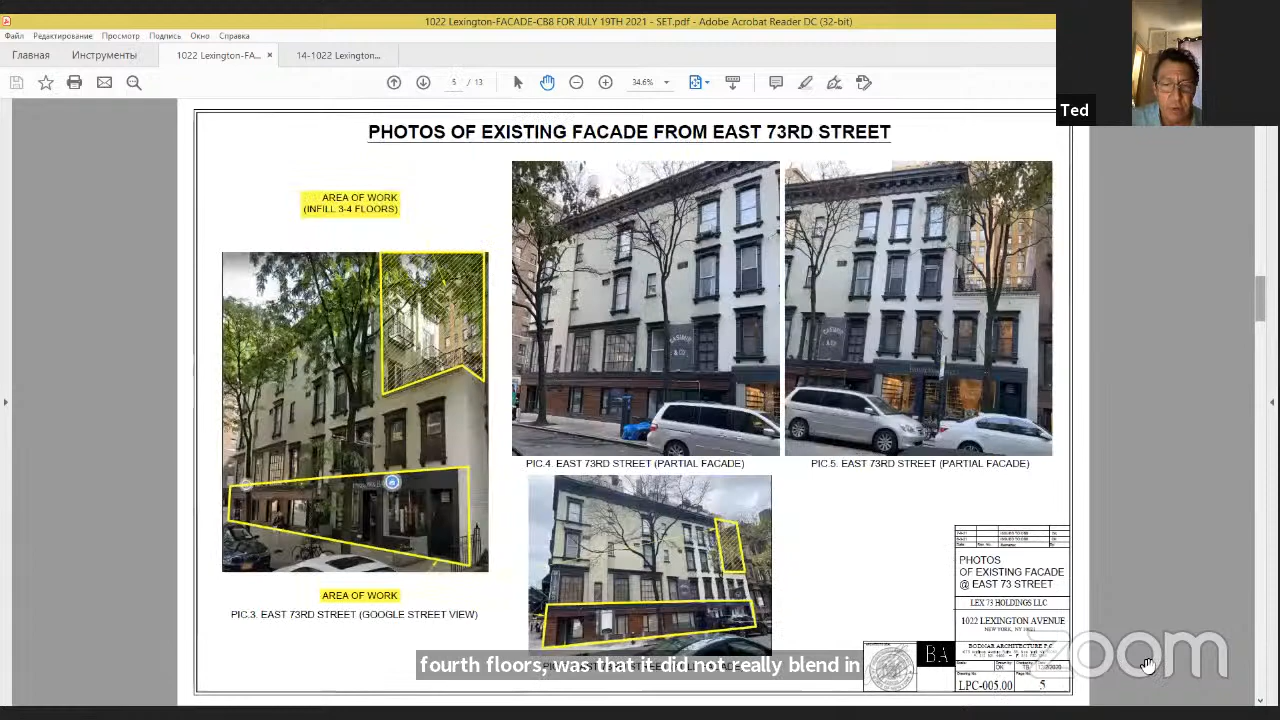 1022 Lexington-FACADE-CB8 FOR JULY 19TH 2021 - SET.pdf - Adobe Acrobat Reader DC (32-bit)
Файл Редактирование Просмотр Подпись Окно Справка
Главная Инструменты 1022 Lexington-FA... × 14-1022 Lexington...
5 / 13 34.6%
Ted
PHOTOS OF EXISTING FACADE FROM EAST 73RD STREET
AREA OF WORK
(INFILL 3-4 FLOORS)
PIC.4. EAST 73RD STREET (PARTIAL FACADE)
PIC.5. EAST 73RD STREET (PARTIAL FACADE)
AREA OF WORK
PIC.3. EAST 73RD STREET (GOOGLE STREET VIEW)
PHOTOS
OF EXISTING FACADE
@ EAST 73 STREET
LEX 73 HOLDINGS LLC
1022 LEXINGTON AVENUE
NEW YORK, NY 10021
BODNAR ARCHITECTURE P.C.
BA
LPC-005.00 5
fourth floors, was that it did not really blend in
zoom